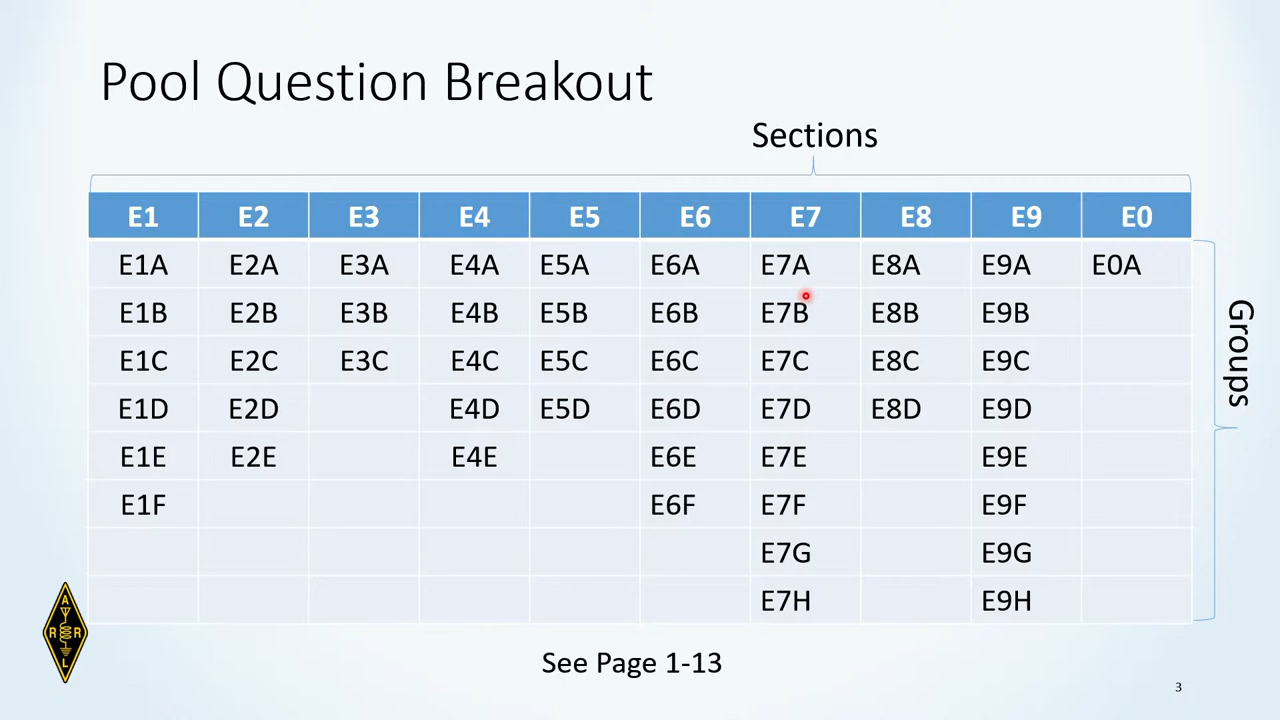 Pool Question Breakout
Sections
E1 E2 E3 E4 E5 E6 E7 E8 E9 E0
E1A E2A E3A E4A E5A E6A E7A E8A E9A E0A
E1B E2B E3B E4B E5B E6B E7B E8B E9B
E1C E2C E3C E4C E5C E6C E7C E8C E9C
E1D E2D E4D E5D E6D E7D E8D E9D
E1E E2E E4E E6E E7E E9E
E1F E6F E7F E9F
E7G E9G
E7H E9H
Groups
A
R R
L
See Page 1-13
3